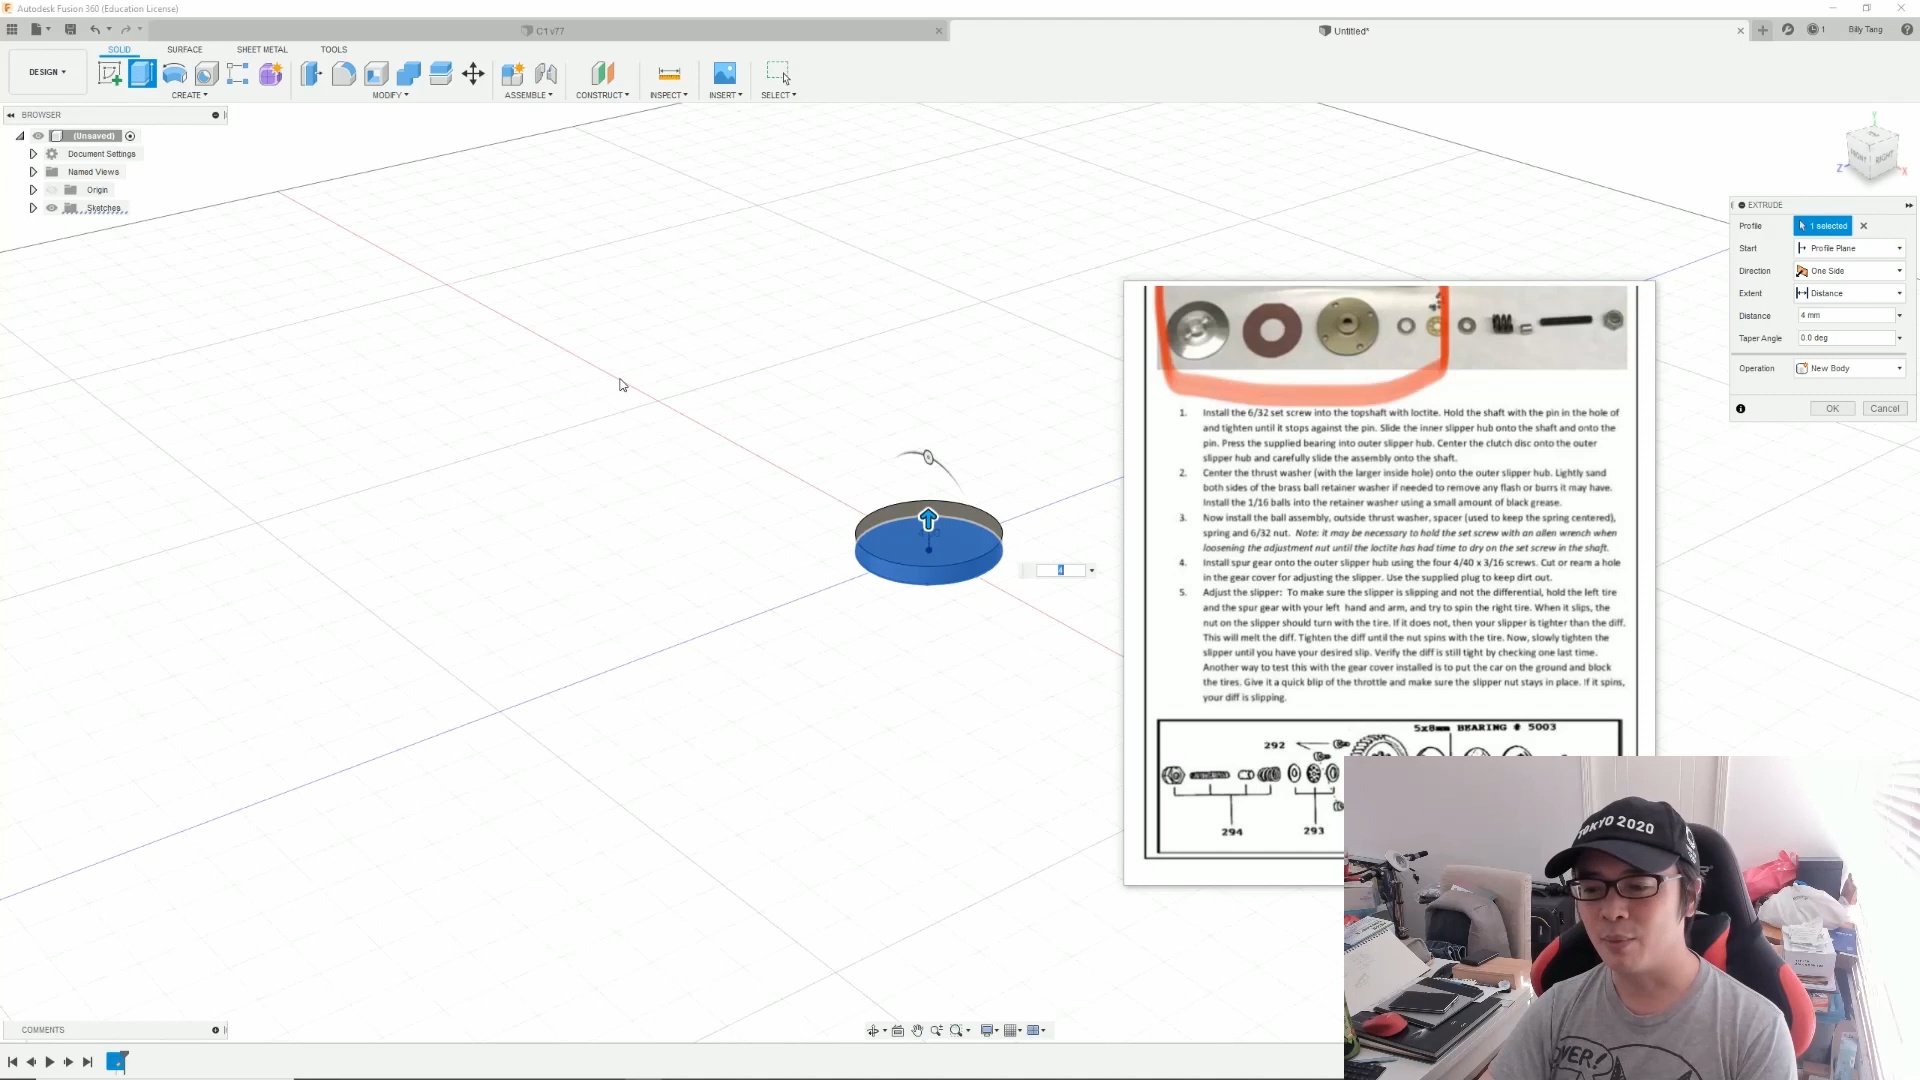 Autodesk Fusion 360 (Education License)
C1 v77
Untitled*
1
Billy Tang
SOLID
SURFACE
SHEET METAL
TOOLS
DESIGN
CREATE
MODIFY
ASSEMBLE
CONSTRUCT
INSPECT
INSERT
SELECT
BROWSER
(Unsaved)
Document Settings
Named Views
Origin
Sketches
FRONT
RIGHT
Y
Z
X
EXTRUDE
Profile
1 selected
Start
Profile Plane
Direction
One Side
Extent
Distance
Distance
4 mm
Taper Angle
0.0 deg
Operation
New Body
OK
Cancel
4
1. Install the 6/32 set screw into the topshaft with loctite. Hold the shaft with the pin in the hole of
and tighten until it stops against the pin. Slide the inner slipper hub onto the shaft and onto the
pin. Press the supplied bearing into outer slipper hub. Center the clutch disc onto the outer
slipper hub and carefully slide the assembly onto the shaft.
2. Center the thrust washer (with the larger inside hole) onto the outer slipper hub. Lightly sand
both sides of the brass ball retainer washer if needed to remove any flash or burrs it may have.
Install the 1/16 balls into the retainer washer using a small amount of black grease.
3. Now install the ball assembly, outside thrust washer, spacer (used to keep the spring centered),
spring and 6/32 nut. Note: it may be necessary to hold the set screw with an allen wrench when
loosening the adjustment nut until the loctite has had time to dry on the set screw in the shaft.
4. Install spur gear onto the outer slipper hub using the four 4/40 x 3/16 screws. Cut or ream a hole
in the gear cover for adjusting the slipper. Use the supplied plug to keep dirt out.
5. Adjust the slipper: To make sure the slipper is slipping and not the differential, hold the left tire
and the spur gear with your left hand and arm, and try to spin the right tire. When it slips, the
nut on the slipper should turn with the tire. If it does not, then your slipper is tighter than the diff.
This will melt the diff. Tighten the diff until the nut spins with the tire. Now, slowly tighten the
slipper until you have your desired slip. Verify the diff is still tight by checking one last time.
Another way to test this with the gear cover installed is to put the car on the ground and block
the tires. Give it a quick blip of the throttle and make sure the slipper nut stays in place. If it spins,
your diff is slipping.
5x8mm BEARING # 5003
292
294
293
TOKYO 2020
OVER!
COMMENTS